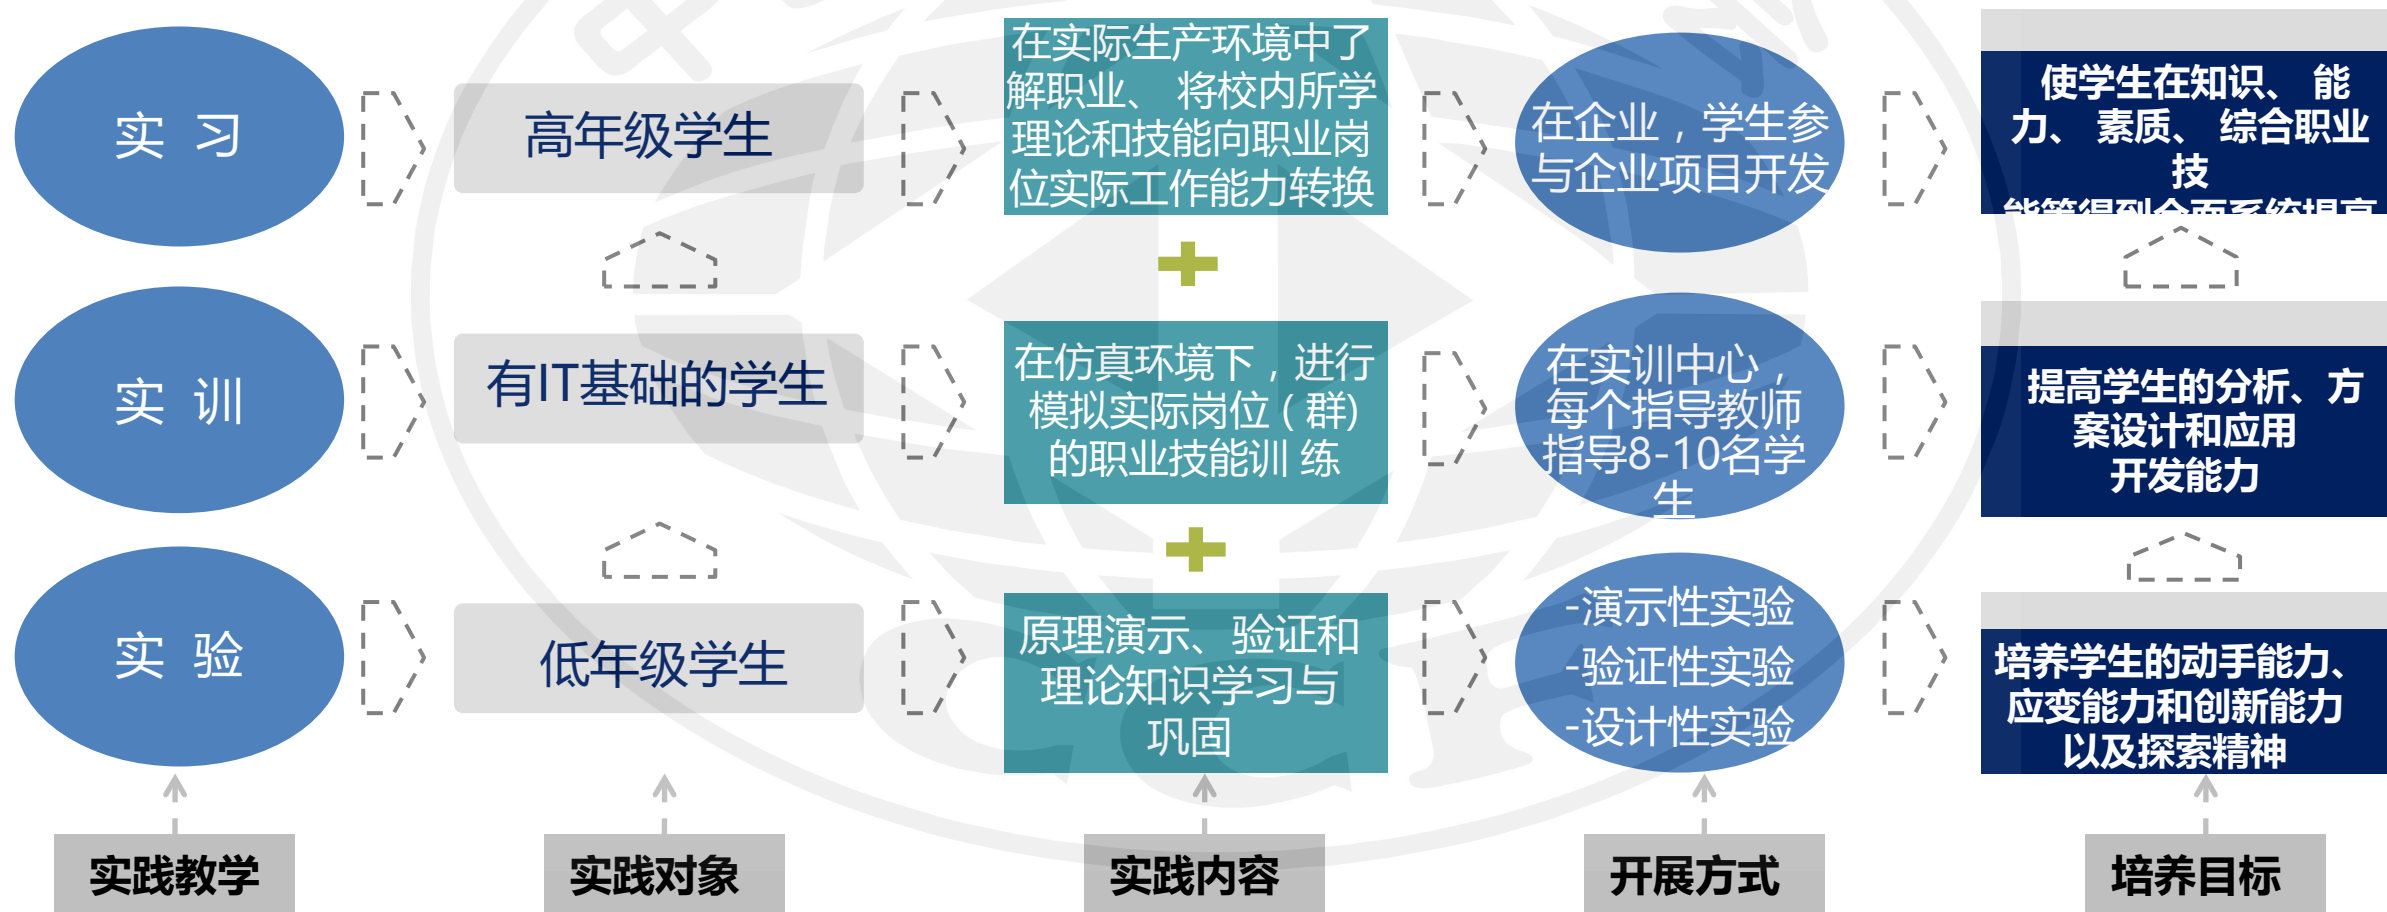 实 习
高年级学生
在实际生产环境中了
解职业、 将校内所学
理论和技能向职业岗
位实际工作能力转换
在企业，学生参
与企业项目开发
使学生在知识、 能
力、 素质、 综合职业
技
能等得到全面系统提高
实 训
有IT基础的学生
在仿真环境下，进行
模拟实际岗位（群)
的职业技能训 练
在实训中心，
每个指导教师
指导8-10名学
生
提高学生的分析、方
案设计和应用
开发能力
实 验
低年级学生
原理演示、验证和
理论知识学习与
巩固
-演示性实验
-验证性实验
-设计性实验
培养学生的动手能力、
应变能力和创新能力
以及探索精神
实践教学
实践对象
实践内容
开展方式
培养目标
CCF